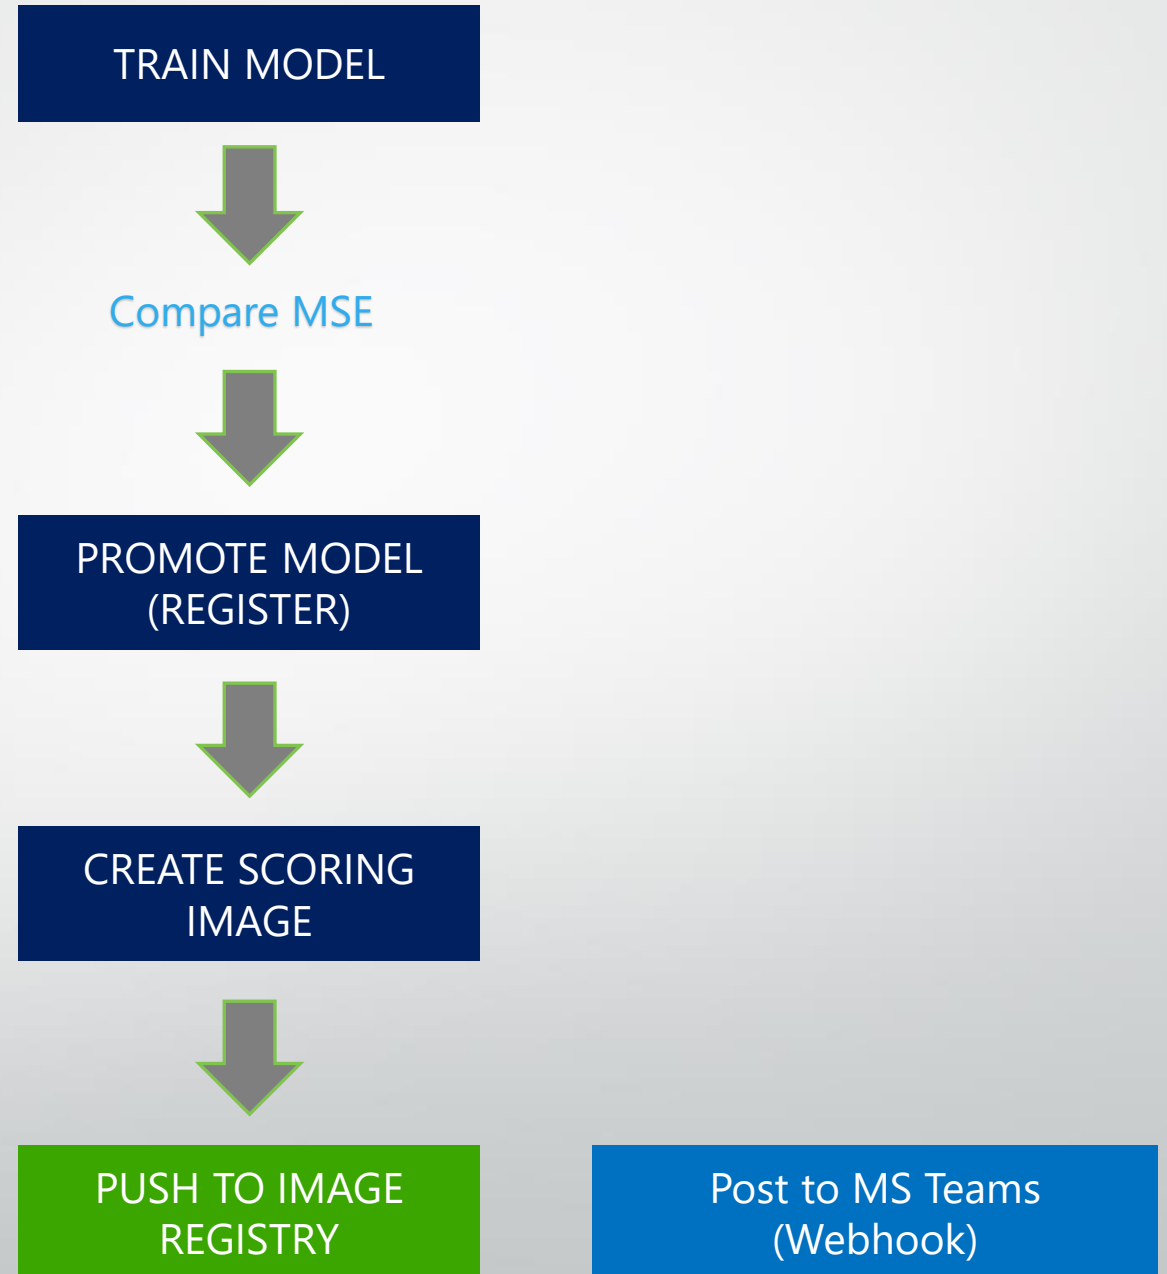 TRAIN MODEL
Compare MSE
PROMOTE MODEL
(REGISTER)
CREATE SCORING
IMAGE
PUSH TO IMAGE
REGISTRY
Post to MS Teams
(Webhook)